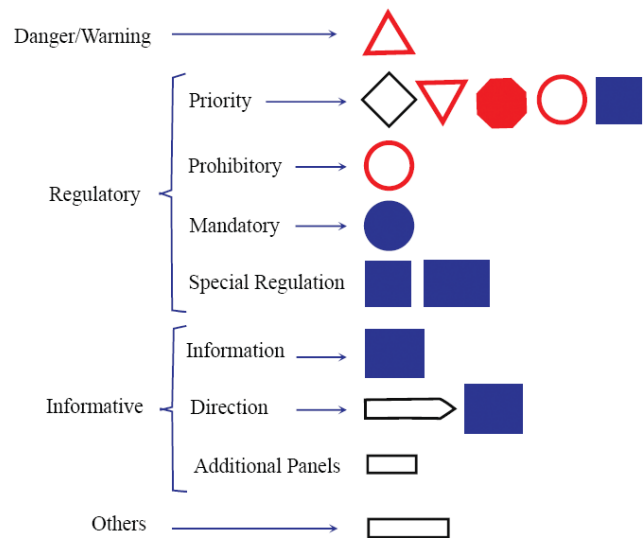 Danger/Warning
Priority
Prohibitory
Regulatory
Mandatory
Special Regulation
Information
Informative
Direction
Additional Panels
Others